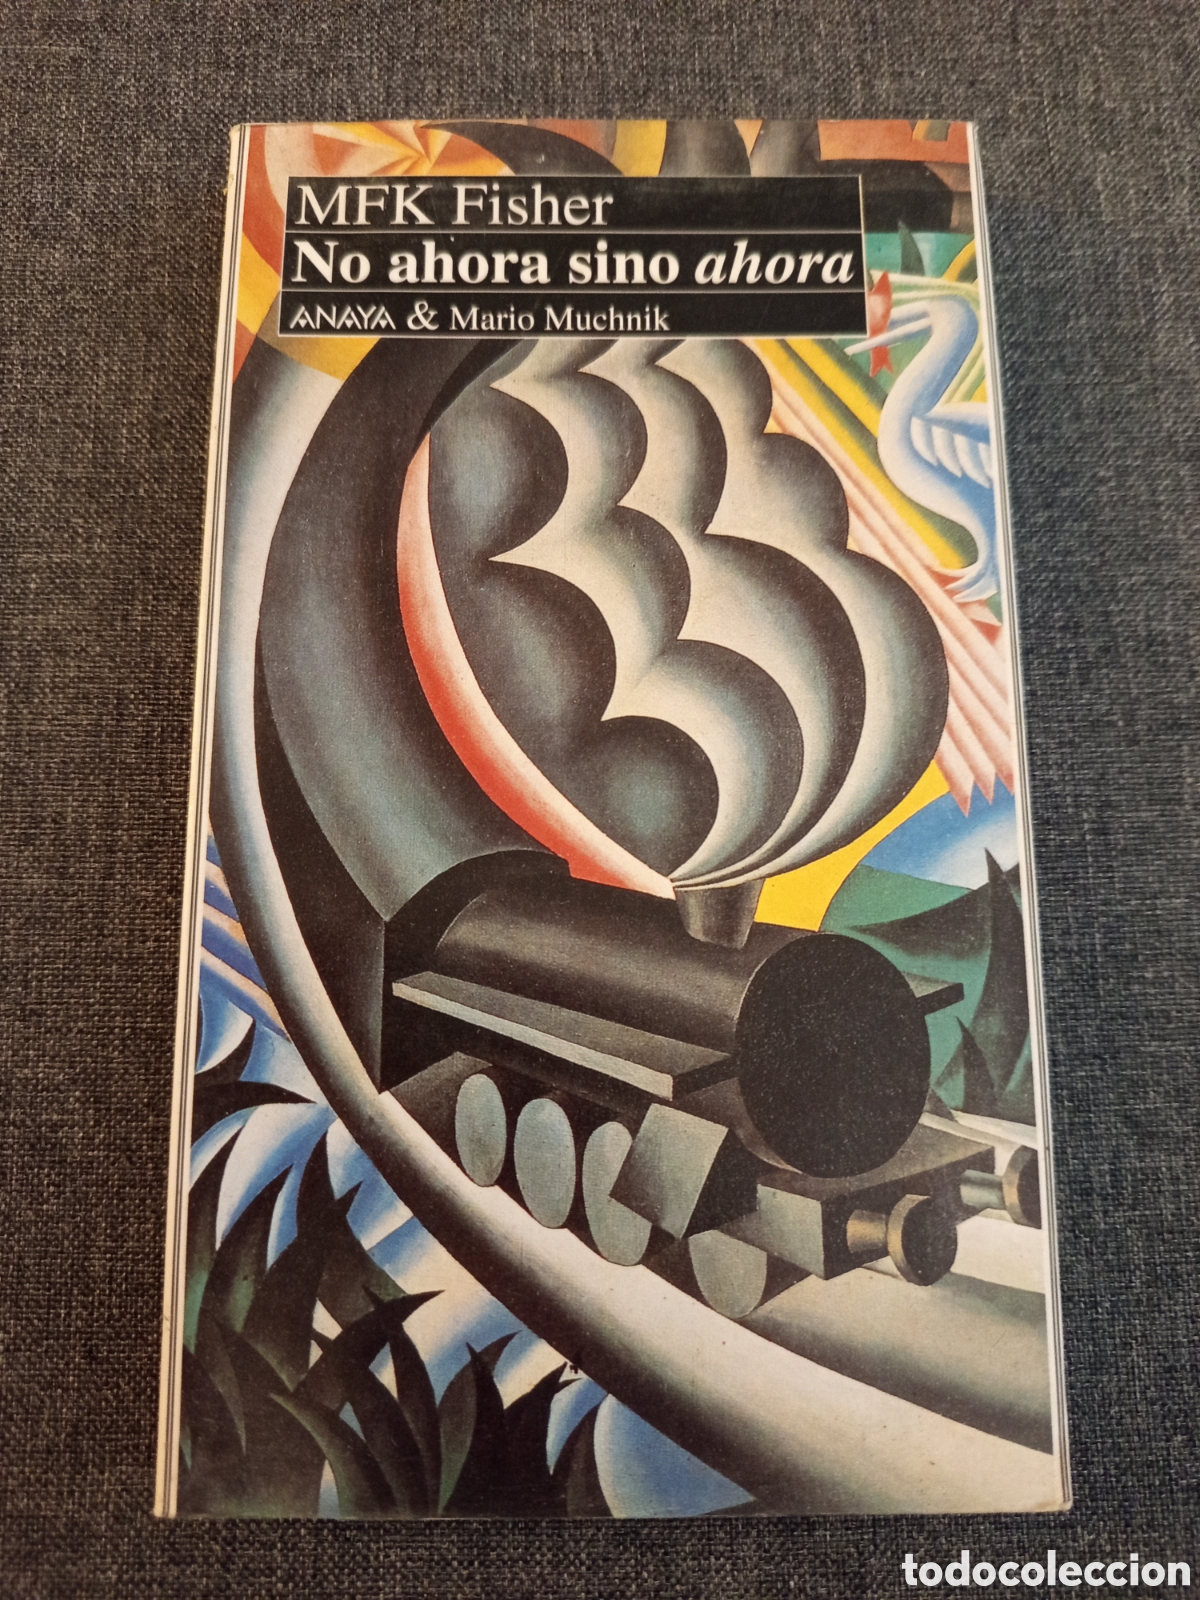 MFK Fisher
No ahora sino ahora
ANAYA & Mario Muchnik
todocoleccion